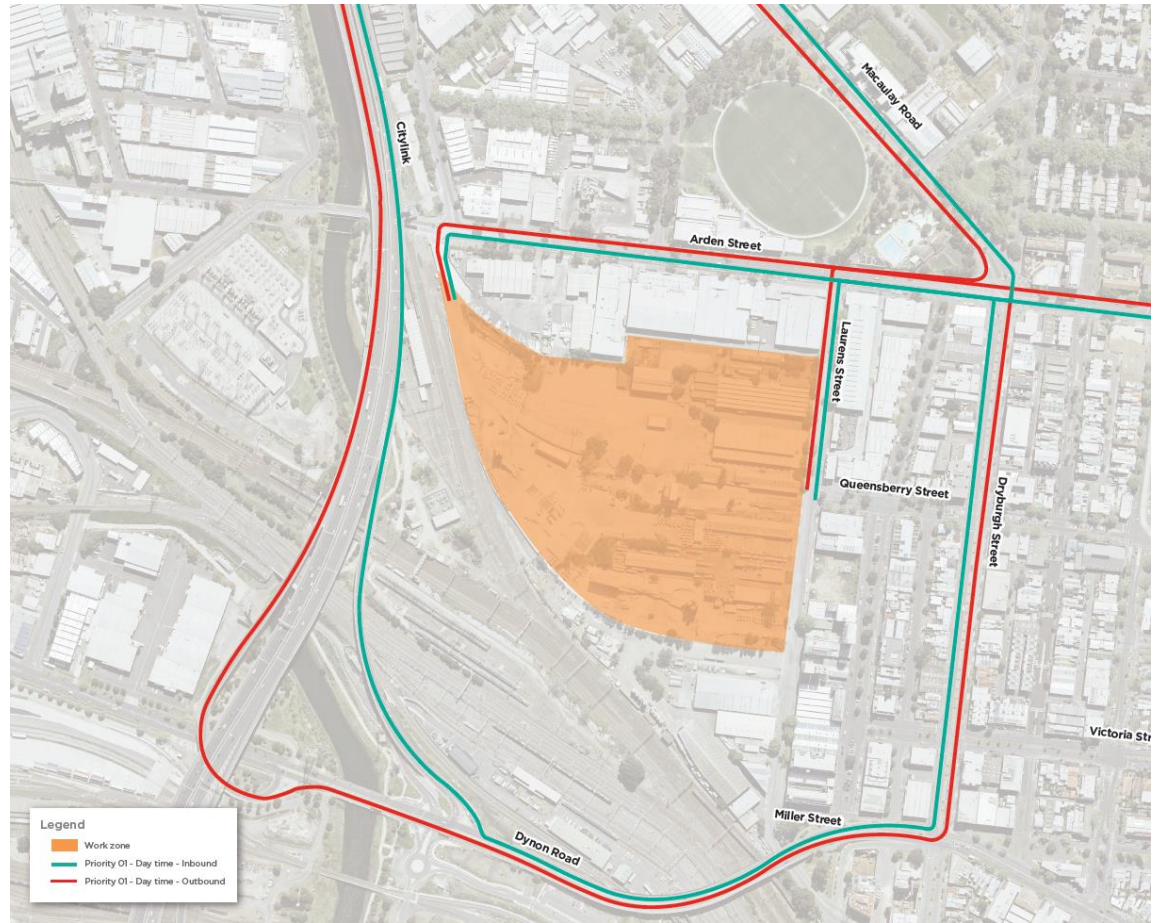 Macaulay Road
Citylink
Arden Street
Laurens Street
Queensberry Street
Dryburgh Street
Victoria Str
Miller Street
Dynon Road
Legend
Work zone
Priority 01 - Day time - Inbound
Priority 01 - Day time - Outbound